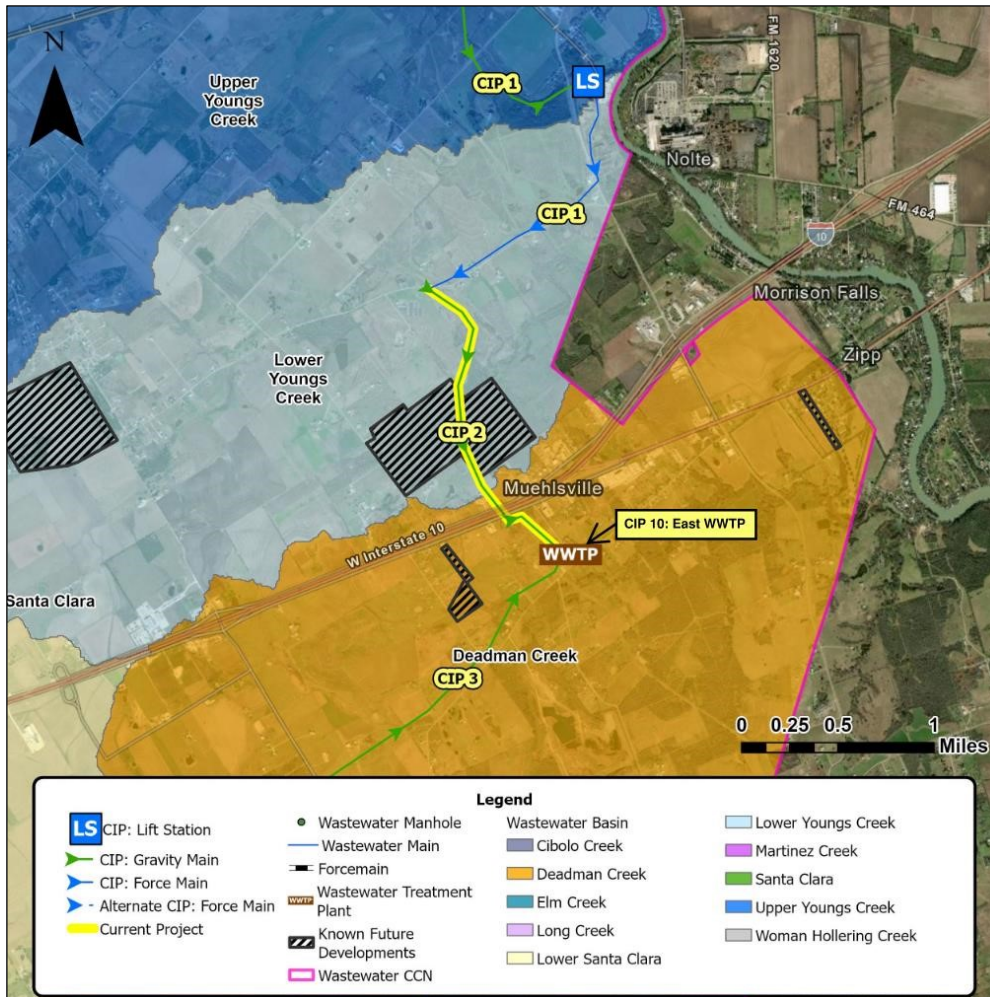 N
Upper
Youngs
Creek
CIP 1
LS
FM 1620
Nolte
CIP 1
FM 464
10
Morrison Falls
Zipp
Lower
Youngs
Creek
CIP 2
Muehlsville
CIP 10: East WWTP
W Interstate 10
WWTP
Santa Clara
Deadman Creek
CIP 3
0 0.25 0.5 1
Miles
Legend
LS CIP: Lift Station
CIP: Gravity Main
CIP: Force Main
Alternate CIP: Force Main
Current Project
Wastewater Manhole
Wastewater Main
Forcemain
WWTP Wastewater Treatment
Plant
Known Future
Developments
Wastewater CCN
Wastewater Basin
Cibolo Creek
Deadman Creek
Elm Creek
Long Creek
Lower Santa Clara
Lower Youngs Creek
Martinez Creek
Santa Clara
Upper Youngs Creek
Woman Hollering Creek